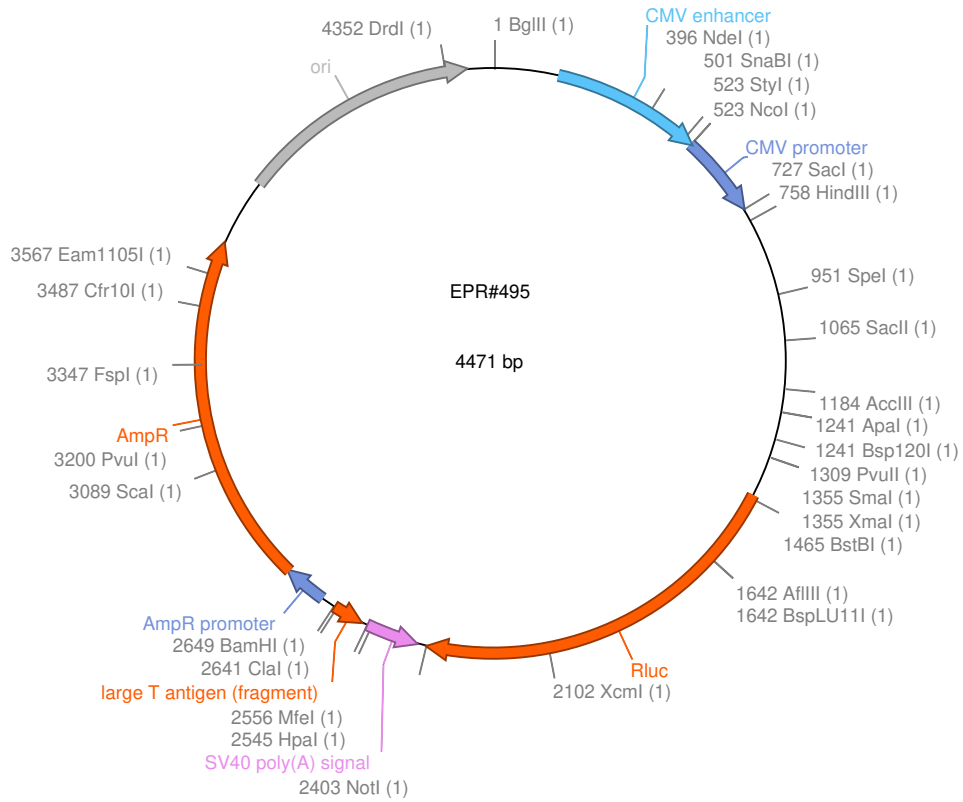 CMV enhancer
4352 DrdI (1)
1 BglII (1)
396 NdeI (1)
501 SnaBI (1)
ori
523 StyI (1)
523 NcoI (1)
CMV promoter
727 SacI (1)
758 HindIII (1)
3567 Eam1105I (1)
951 SpeI (1)
3487 Cfr10I (1)
EPR#495
1065 SacII (1)
4471 bp
3347 FspI (1)
1184 AccIII (1)
1241 ApaI (1)
AmpR
1241 Bsp120I (1)
3200 PvuI (1)
1309 PvuII (1)
3089 ScaI (1)
1355 SmaI (1)
1355 XmaI (1)
1465 BstBI (1)
1642 AflIII (1)
1642 BspLU11I (1)
AmpR promoter
2649 BamHI (1)
2641 ClaI (1)
Rluc
large T antigen (fragment)
2102 XcmI (1)
2556 MfeI (1)
2545 HpaI (1)
SV40 poly(A) signal
2403 NotI (1)